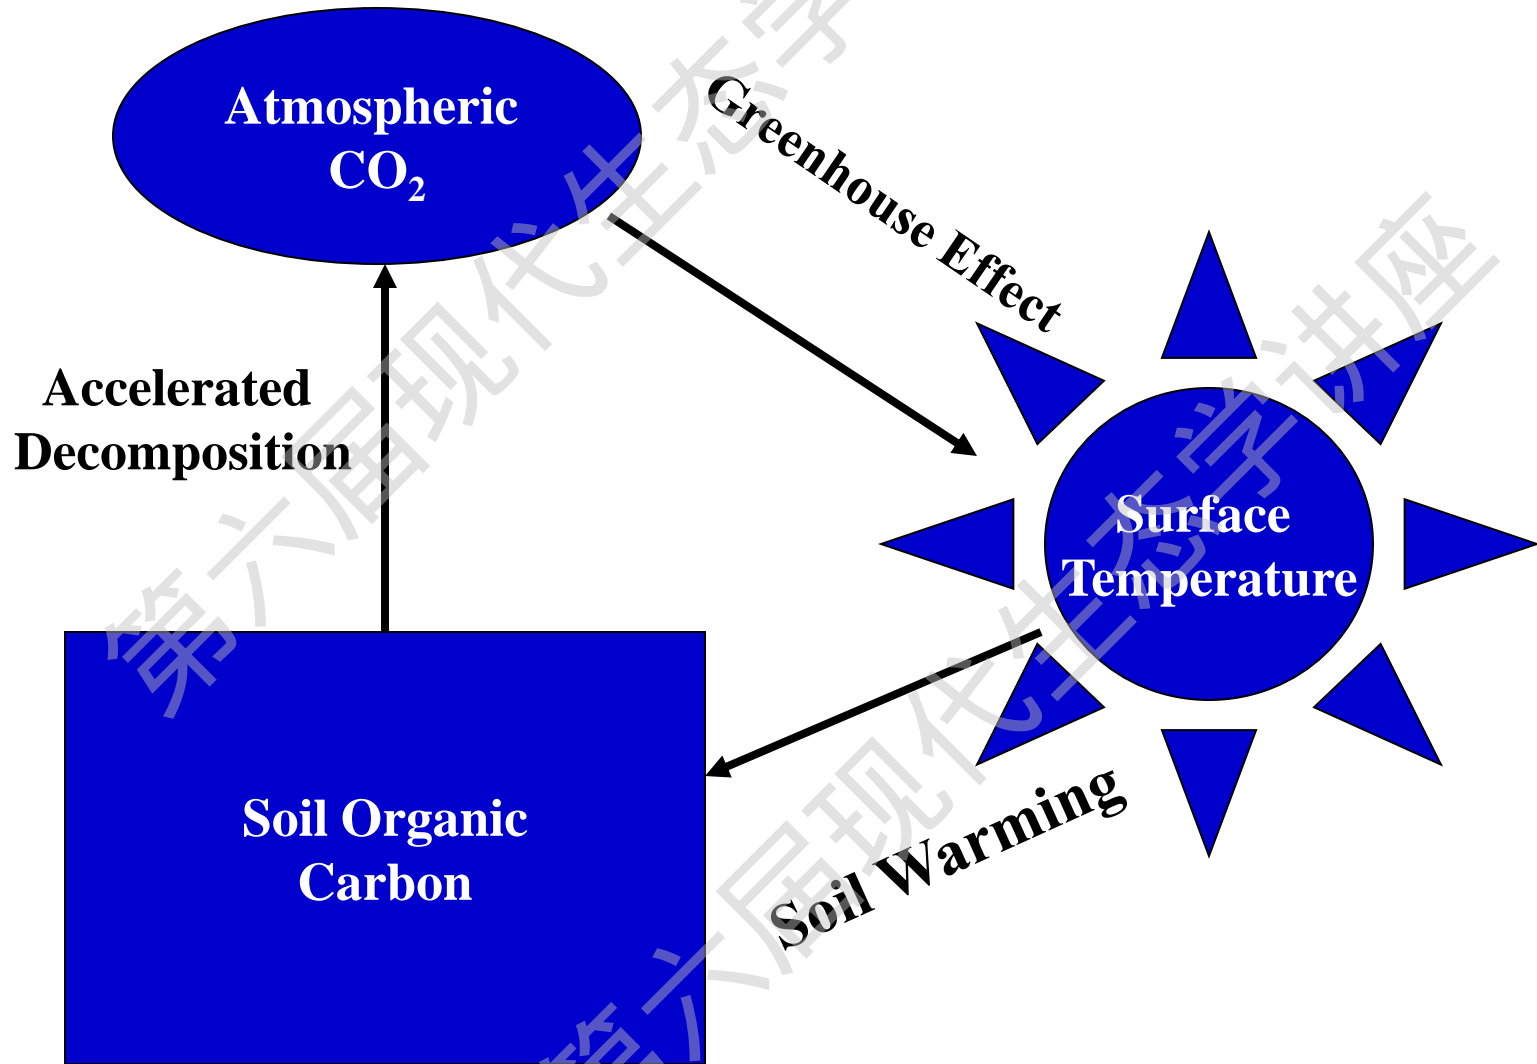 Atmospheric
CO₂
Greenhouse Effect
Accelerated
Decomposition
Surface
Temperature
Soil Organic
Carbon
Soil Warming
第六届现代生态学
第六届现代生态学讲座